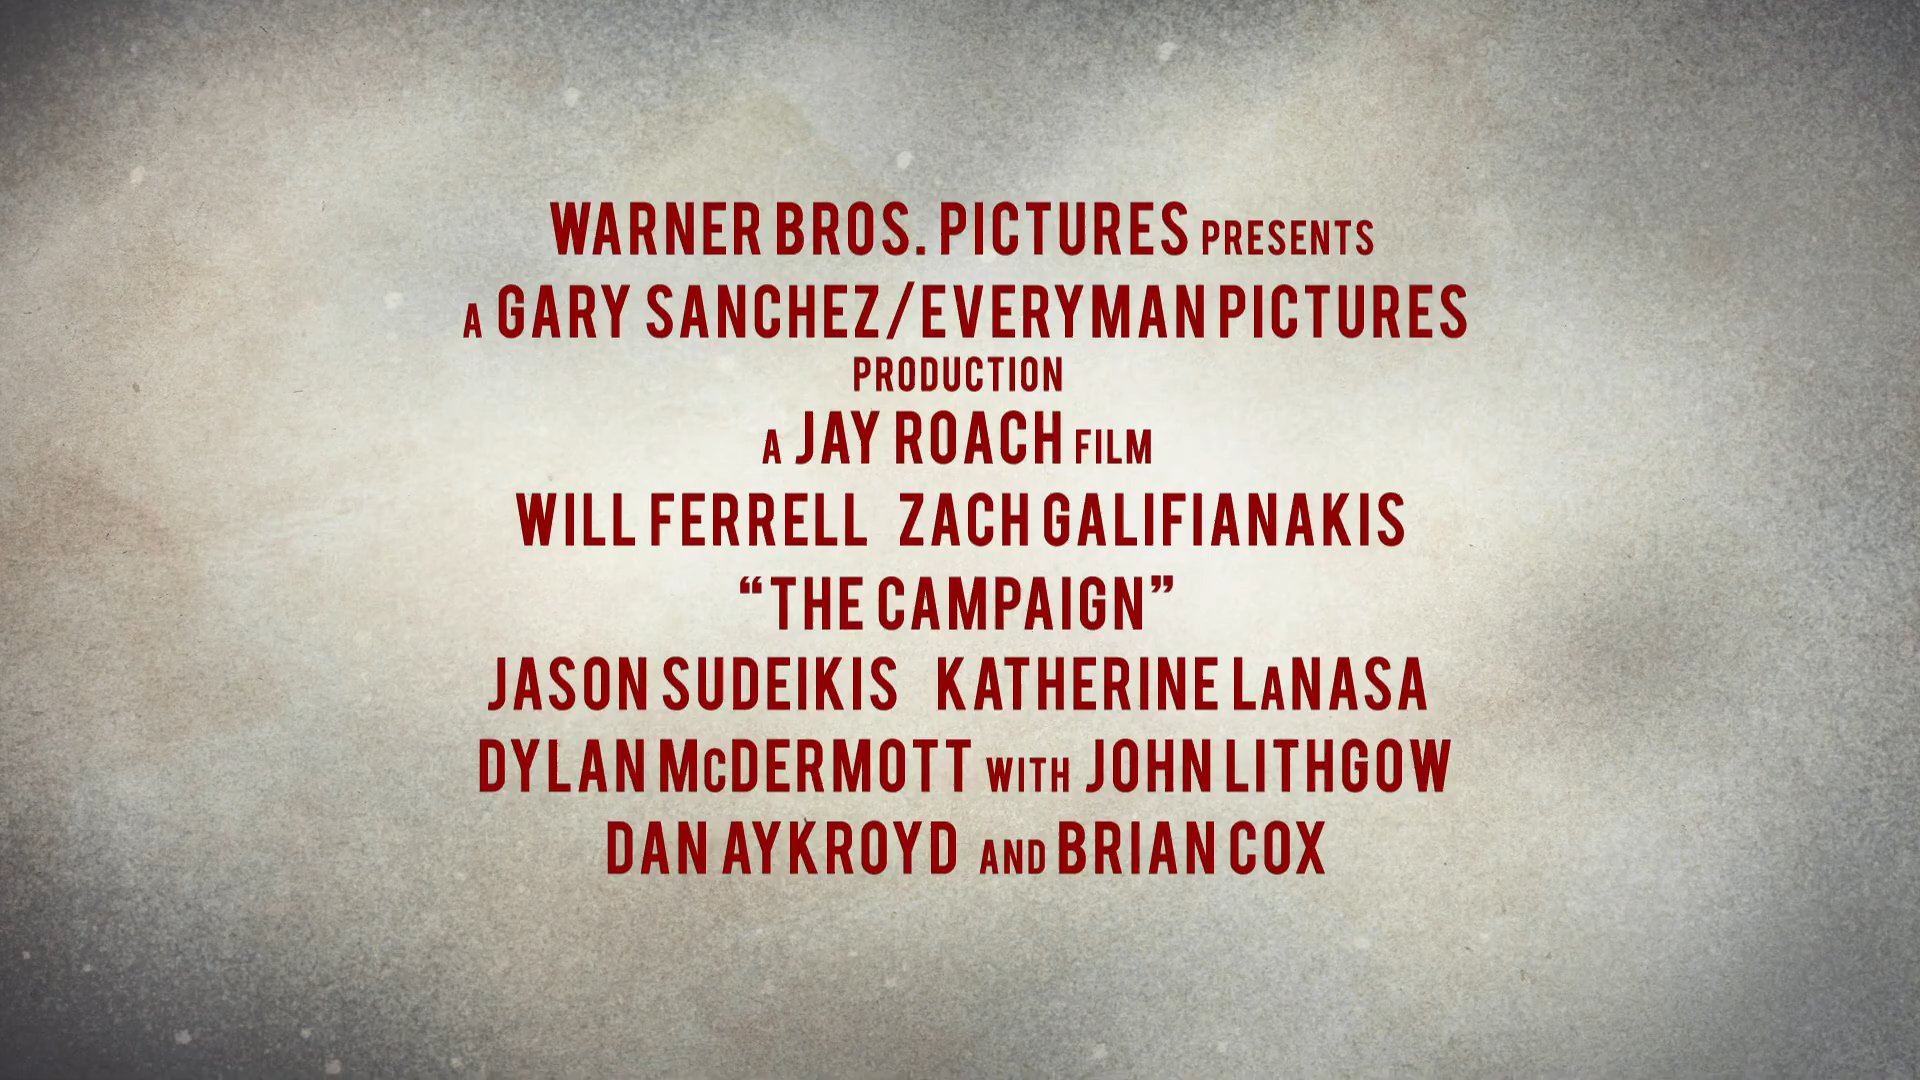 WARNER BROS. PICTURES PRESENTS
A GARY SANCHEZ/EVERYMAN PICTURES
PRODUCTION
A JAY ROACH FILM
WILL FERRELL ZACH GALIFIANAKIS
“THE CAMPAIGN”
JASON SUDEIKIS KATHERINE LANASA
DYLAN MCDERMOTT WITH JOHN LITHGOW
DAN AYKROYD AND BRIAN COX